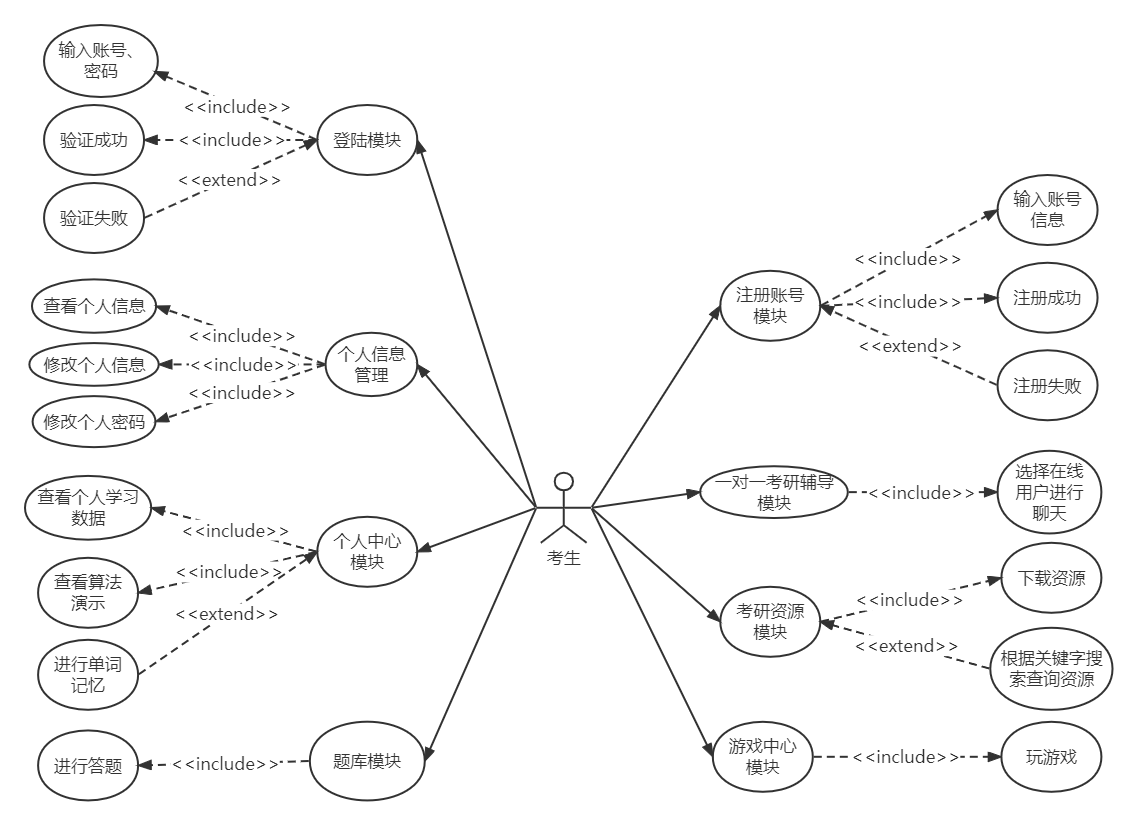 输入账号、
密码
<<include>>
验证成功
<<include>>
登陆模块
<<extend>>
验证失败
查看个人信息
<<include>>
修改个人信息
<<include>>
个人信息
管理
<<include>>
修改个人密码
查看个人学习
数据
<<include>>
个人中心
模块
查看算法
演示
<<include>>
<<extend>>
进行单词
记忆
进行答题
<<include>>
题库模块
考生
输入账号
信息
<<include>>
注册账号
模块
<<include>>
注册成功
<<extend>>
注册失败
一对一考研辅导
模块
<<include>>
选择在线
用户进行
聊天
下载资源
<<include>>
考研资源
模块
<<extend>>
根据关键字搜
索查询资源
游戏中心
模块
<<include>>
玩游戏